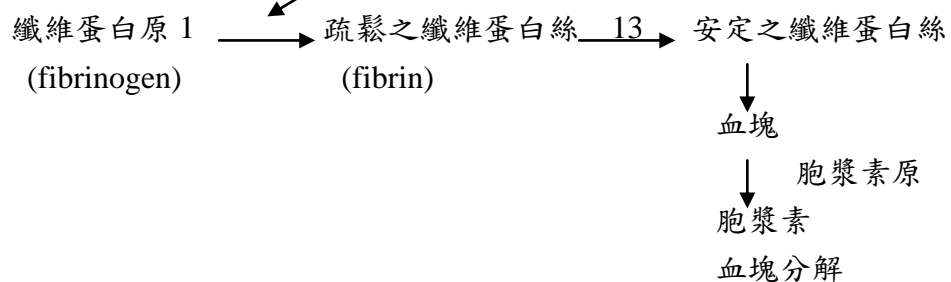 纖維蛋白原 1 疏鬆之纖維蛋白絲 13 安定之纖維蛋白絲
(fibrinogen) (fibrin)
血塊
胞漿素原
胞漿素
血塊分解